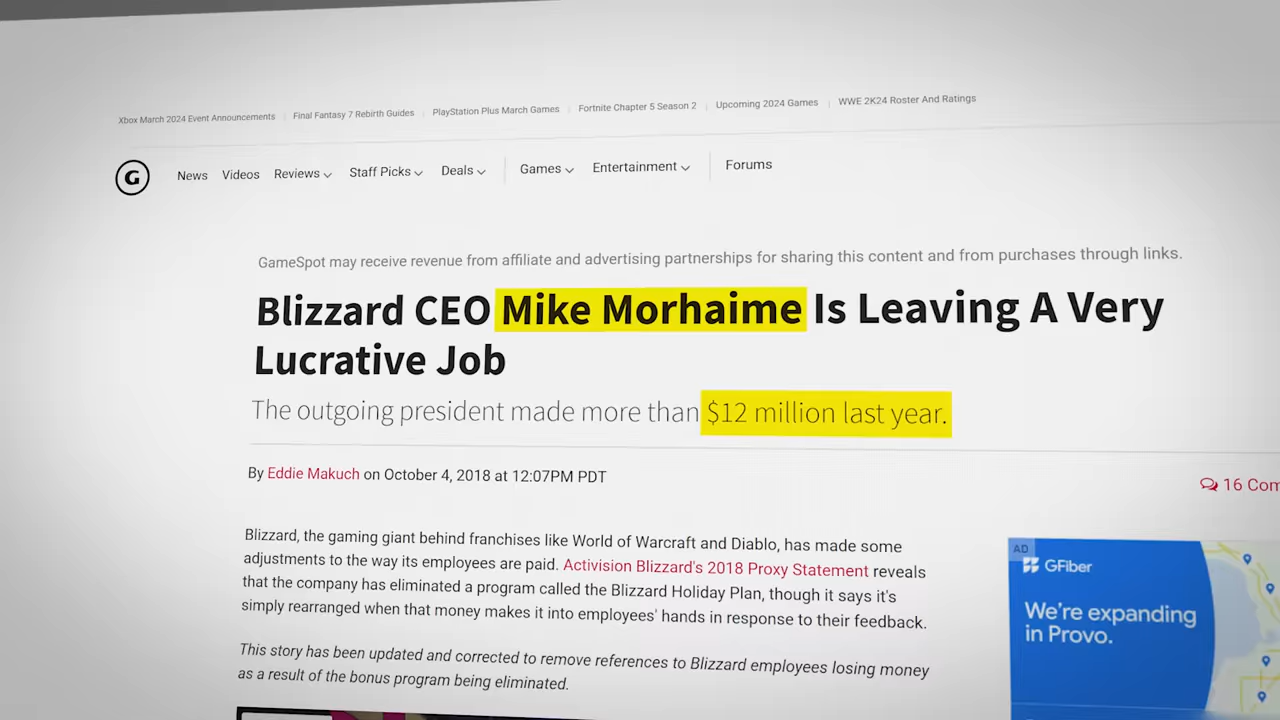 Xbox March 2024 Event Announcements Final Fantasy 7 Rebirth Guides PlayStation Plus March Games Fortnite Chapter 5 Season 2 Upcoming 2024 Games WWE 2K24 Roster And Ratings
G News Videos Reviews Staff Picks Deals Games Entertainment Forums
GameSpot may receive revenue from affiliate and advertising partnerships for sharing this content and from purchases through links.
Blizzard CEO Mike Morhaime Is Leaving A Very
Lucrative Job
The outgoing president made more than $12 million last year.
By Eddie Makuch on October 4, 2018 at 12:07PM PDT
16 Com
Blizzard, the gaming giant behind franchises like World of Warcraft and Diablo, has made some
adjustments to the way its employees are paid. Activision Blizzard's 2018 Proxy Statement reveals
that the company has eliminated a program called the Blizzard Holiday Plan, though it says it's
simply rearranged when that money makes it into employees' hands in response to their feedback.
This story has been updated and corrected to remove references to Blizzard employees losing money
as a result of the bonus program being eliminated.
AD
GFiber
We're expanding
in Provo.